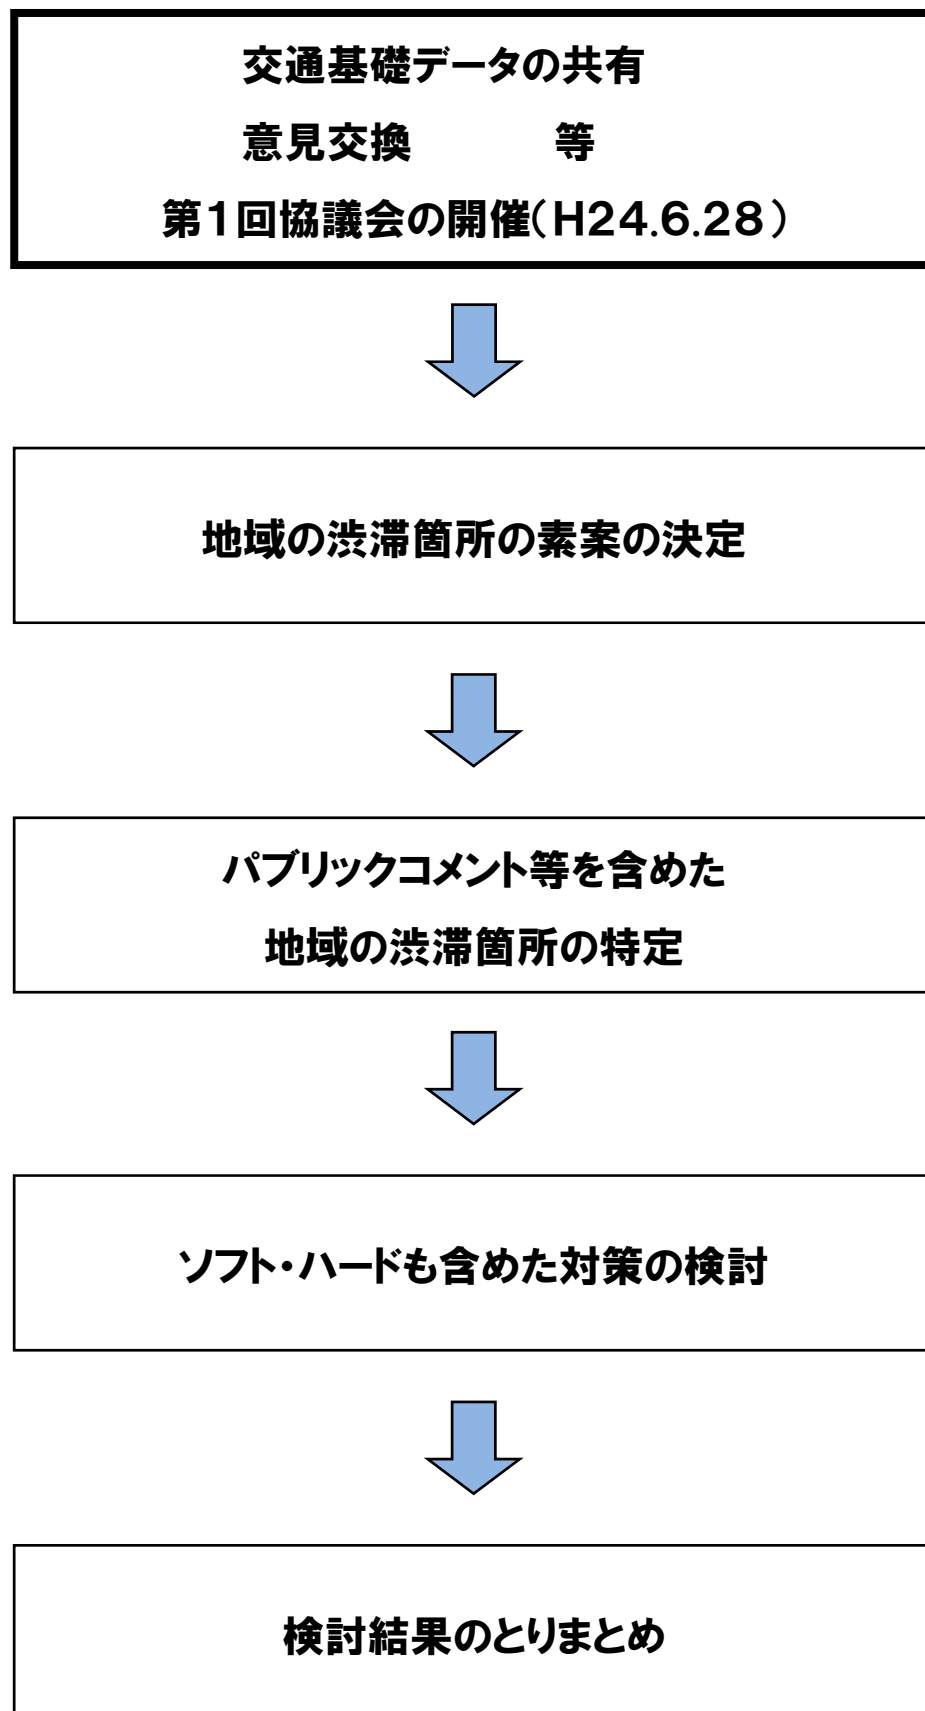 交通基礎データの共有
意見交換　　　等
第1回協議会の開催(H24.6.28)
地域の渋滞箇所の素案の決定
パブリックコメント等を含めた
地域の渋滞箇所の特定
ソフト・ハードも含めた対策の検討
検討結果のとりまとめ